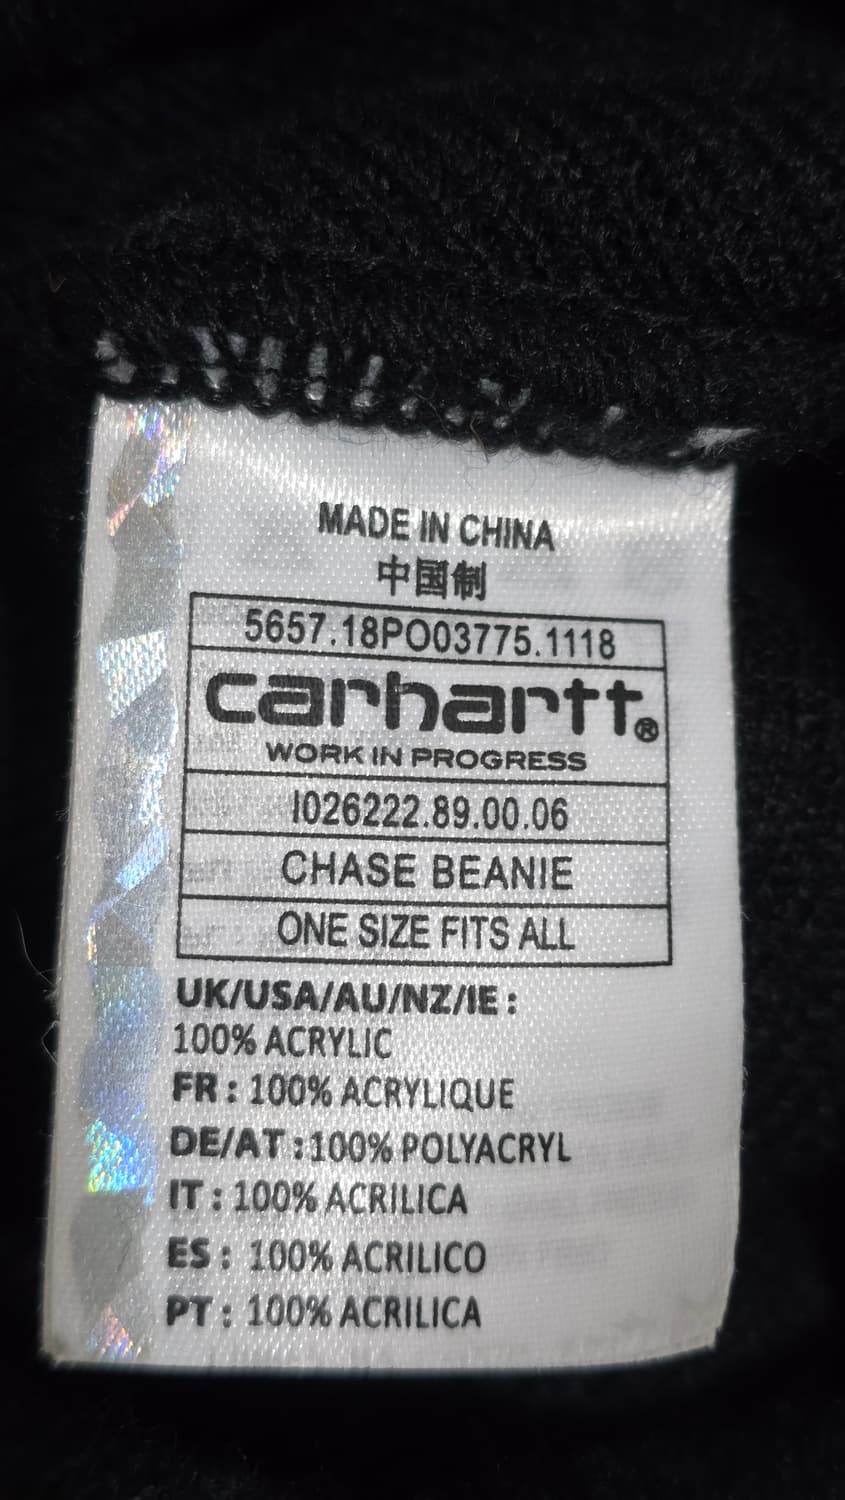 MADE IN CHINA
中国制
5657.18PO03775.1118
carhartt®
WORK IN PROGRESS
I026222.89.00.06
CHASE BEANIE
ONE SIZE FITS ALL
UK/USA/AU/NZ/IE :
100% ACRYLIC
FR : 100% ACRYLIQUE
DE/AT :100% POLYACRYL
IT : 100% ACRILICA
ES : 100% ACRILICO
PT : 100% ACRILICA